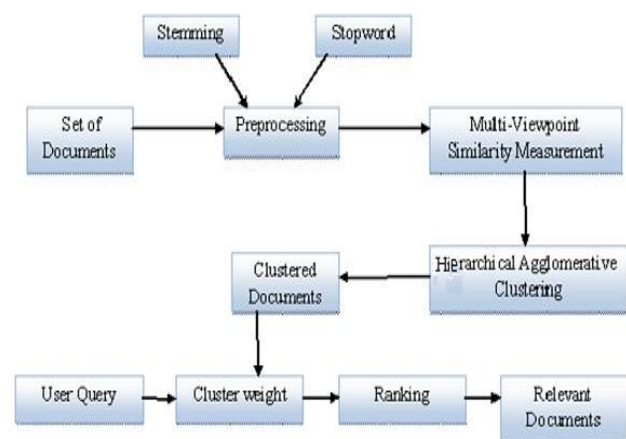 Stemming
Stopword
Set of
Documents
Preprocessing
Multi-Viewpoint
Similarity Measurement
Clustered
Documents
Hierarchical Agglomerative
Clustering
User Query
Cluster weight
Ranking
Relevant
Documents